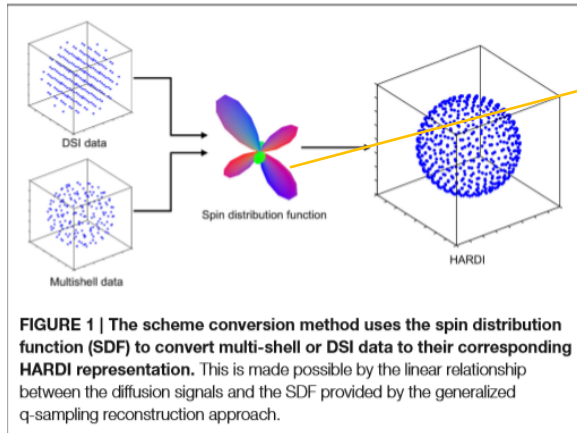 DSI data
Spin distribution function
Multishell data
HARDI
FIGURE 1 | The scheme conversion method uses the spin distribution
function (SDF) to convert multi-shell or DSI data to their corresponding
HARDI representation. This is made possible by the linear relationship
between the diffusion signals and the SDF provided by the generalized
q-sampling reconstruction approach.